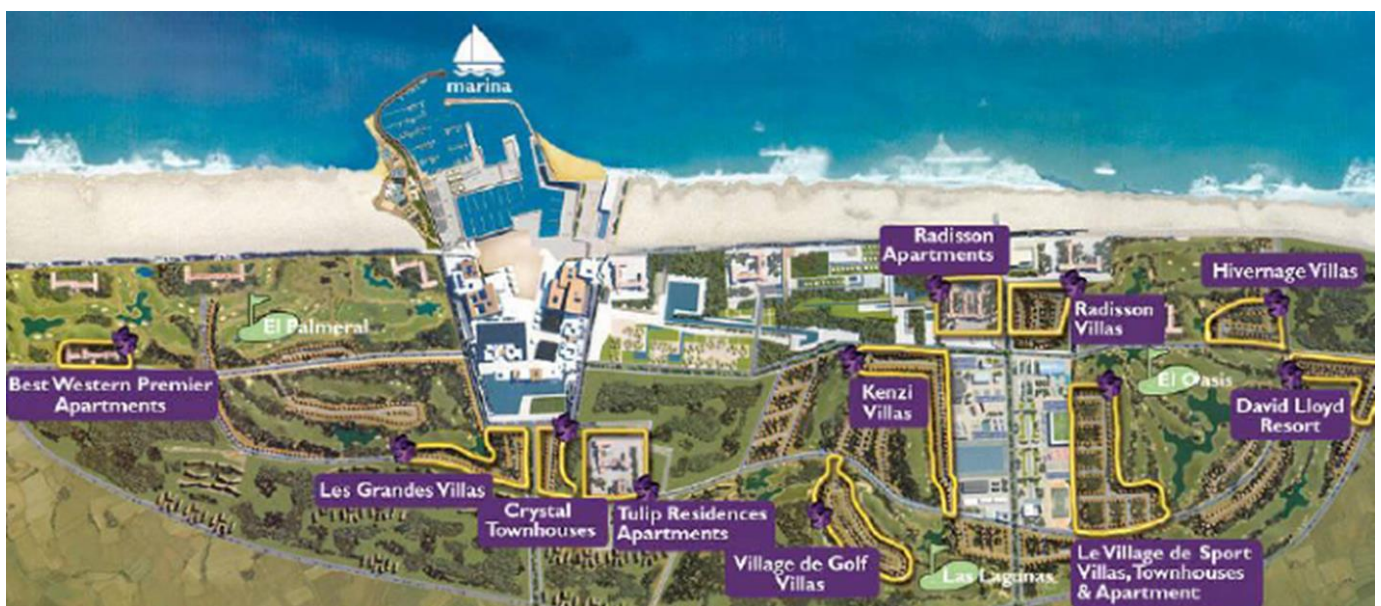 marina
Radisson
Apartments
Hivernage Villas
El Palmeral
Radisson
Villas
Best Western Premier
Apartments
Kenzi
Villas
El Oasis
David Lloyd
Resort
Les Grandes Villas
Crystal
Townhouses
Tulip Residences
Apartments
Village de Golf
Villas
Las Lagunas
Le Village de Sport
Villas, Townhouses
& Apartment